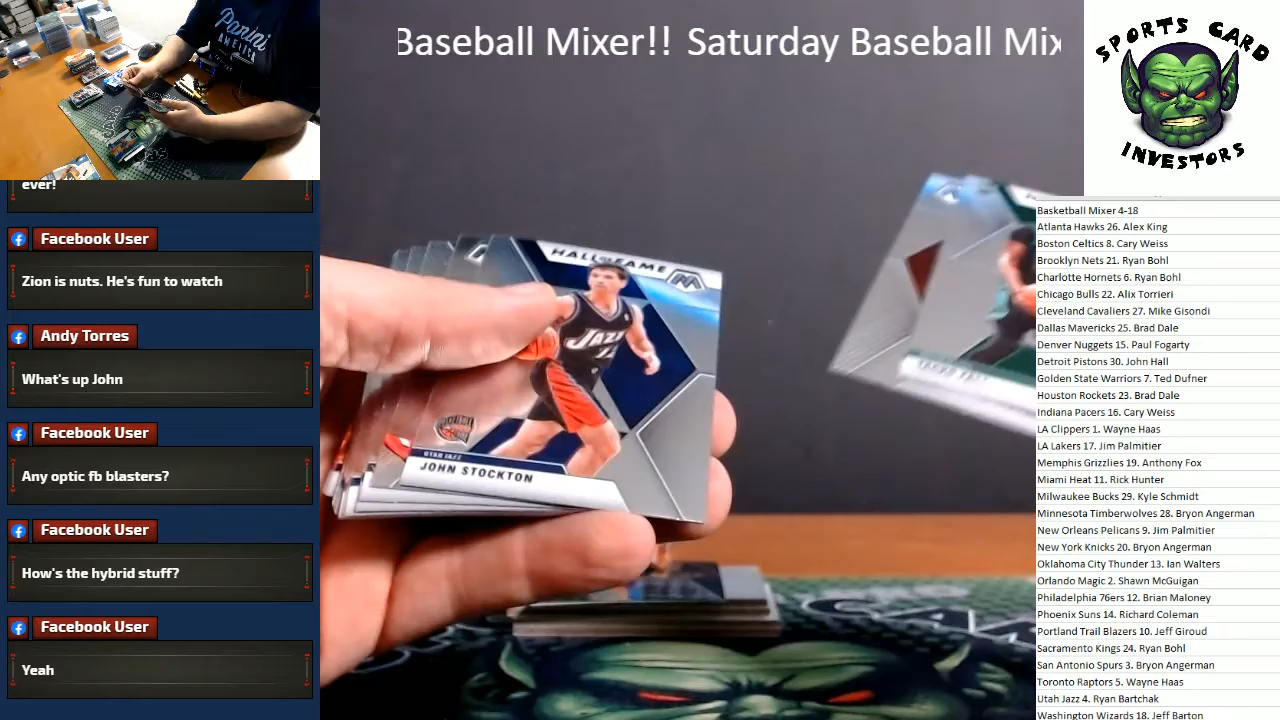 Baseball Mixer!! Saturday Baseball Mix
SPORTS CARD
INVESTORS
Panini
AMERICA
ever!
Facebook User
Zion is nuts. He's fun to watch
Andy Torres
What's up John
Facebook User
Any optic fb blasters?
Facebook User
How's the hybrid stuff?
Facebook User
Yeah
HALL OF FAME
JAZZ
UTAH JAZZ
JOHN STOCKTON
Basketball Mixer 4-18
Atlanta Hawks 26. Alex King
Boston Celtics 8. Cary Weiss
Brooklyn Nets 21. Ryan Bohl
Charlotte Hornets 6. Ryan Bohl
Chicago Bulls 22. Alix Torrieri
Cleveland Cavaliers 27. Mike Gisondi
Dallas Mavericks 25. Brad Dale
Denver Nuggets 15. Paul Fogarty
Detroit Pistons 30. John Hall
Golden State Warriors 7. Ted Dufner
Houston Rockets 23. Brad Dale
Indiana Pacers 16. Cary Weiss
LA Clippers 1. Wayne Haas
LA Lakers 17. Jim Palmitier
Memphis Grizzlies 19. Anthony Fox
Miami Heat 11. Rick Hunter
Milwaukee Bucks 29. Kyle Schmidt
Minnesota Timberwolves 28. Bryon Angerman
New Orleans Pelicans 9. Jim Palmitier
New York Knicks 20. Bryon Angerman
Oklahoma City Thunder 13. Ian Walters
Orlando Magic 2. Shawn McGuigan
Philadelphia 76ers 12. Brian Maloney
Phoenix Suns 14. Richard Coleman
Portland Trail Blazers 10. Jeff Giroud
Sacramento Kings 24. Ryan Bohl
San Antonio Spurs 3. Bryon Angerman
Toronto Raptors 5. Wayne Haas
Utah Jazz 4. Ryan Bartchak
Washington Wizards 18. Jeff Barton